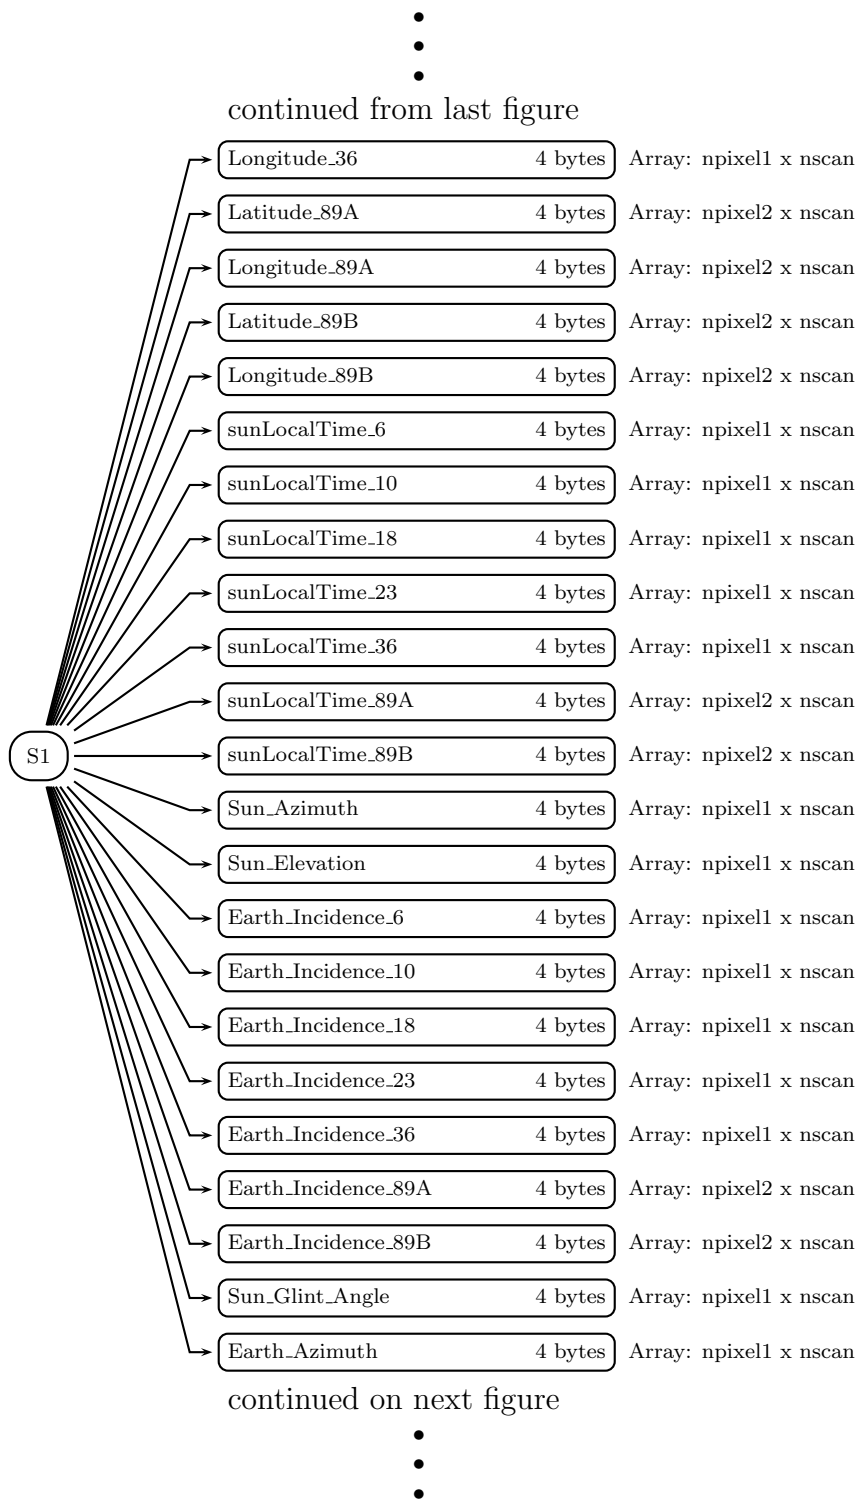 continued from last figure
Longitude_36 4 bytes Array: npixel1 x nscan
Latitude_89A 4 bytes Array: npixel2 x nscan
Longitude_89A 4 bytes Array: npixel2 x nscan
Latitude_89B 4 bytes Array: npixel2 x nscan
Longitude_89B 4 bytes Array: npixel2 x nscan
sunLocalTime_6 4 bytes Array: npixel1 x nscan
sunLocalTime_10 4 bytes Array: npixel1 x nscan
sunLocalTime_18 4 bytes Array: npixel1 x nscan
sunLocalTime_23 4 bytes Array: npixel1 x nscan
sunLocalTime_36 4 bytes Array: npixel1 x nscan
sunLocalTime_89A 4 bytes Array: npixel2 x nscan
S1 sunLocalTime_89B 4 bytes Array: npixel2 x nscan
Sun_Azimuth 4 bytes Array: npixel1 x nscan
Sun_Elevation 4 bytes Array: npixel1 x nscan
Earth_Incidence_6 4 bytes Array: npixel1 x nscan
Earth_Incidence_10 4 bytes Array: npixel1 x nscan
Earth_Incidence_18 4 bytes Array: npixel1 x nscan
Earth_Incidence_23 4 bytes Array: npixel1 x nscan
Earth_Incidence_36 4 bytes Array: npixel1 x nscan
Earth_Incidence_89A 4 bytes Array: npixel2 x nscan
Earth_Incidence_89B 4 bytes Array: npixel2 x nscan
Sun_Glint_Angle 4 bytes Array: npixel1 x nscan
Earth_Azimuth 4 bytes Array: npixel1 x nscan
continued on next figure